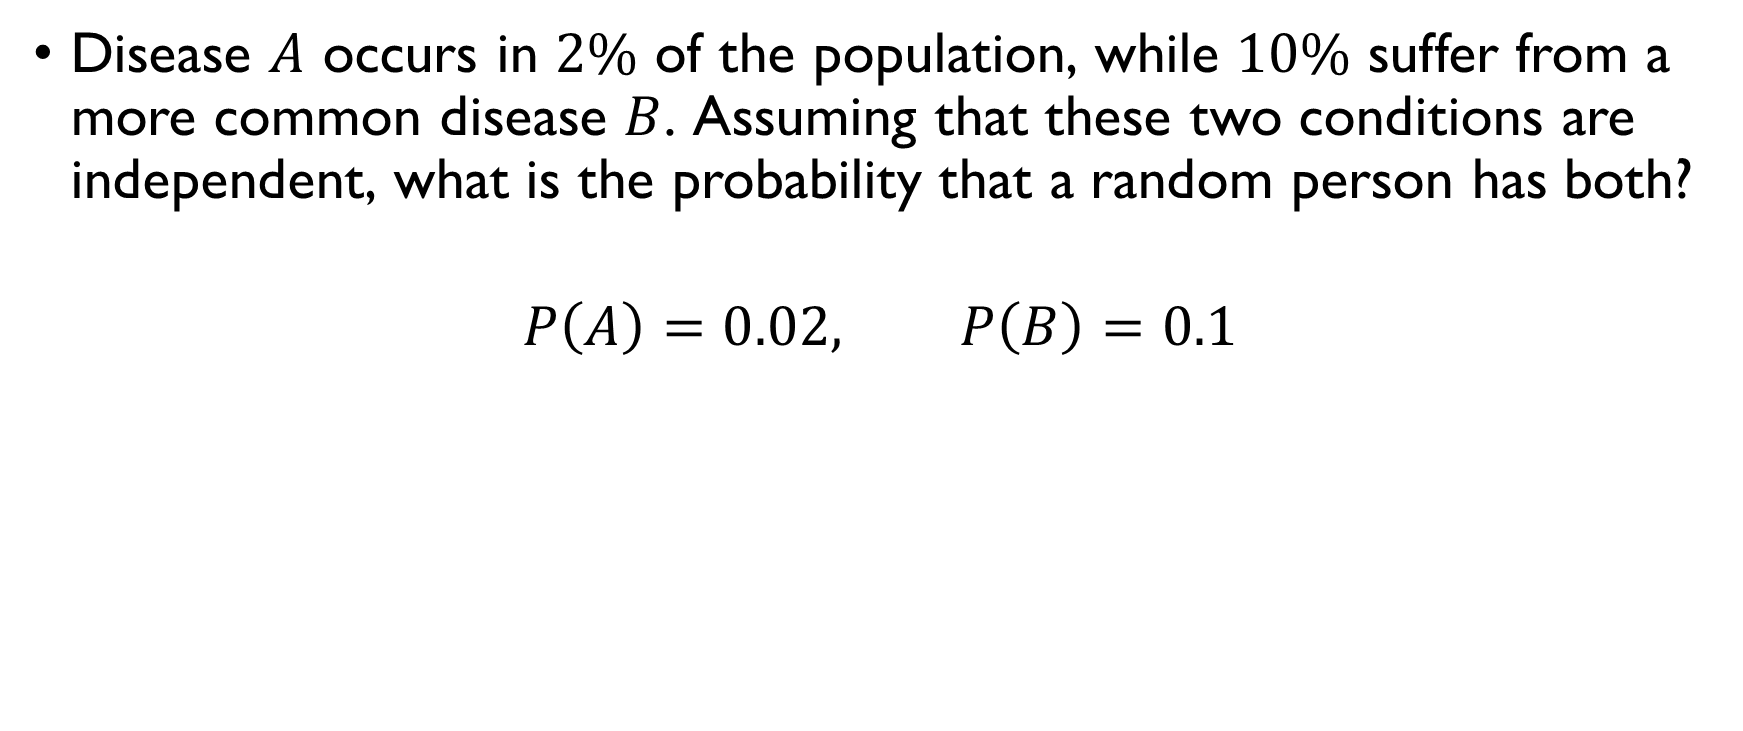 • Disease A occurs in 2% of the population, while 10% suffer from a
more common disease B. Assuming that these two conditions are
independent, what is the probability that a random person has both?
P(A) = 0.02, P(B) = 0.1